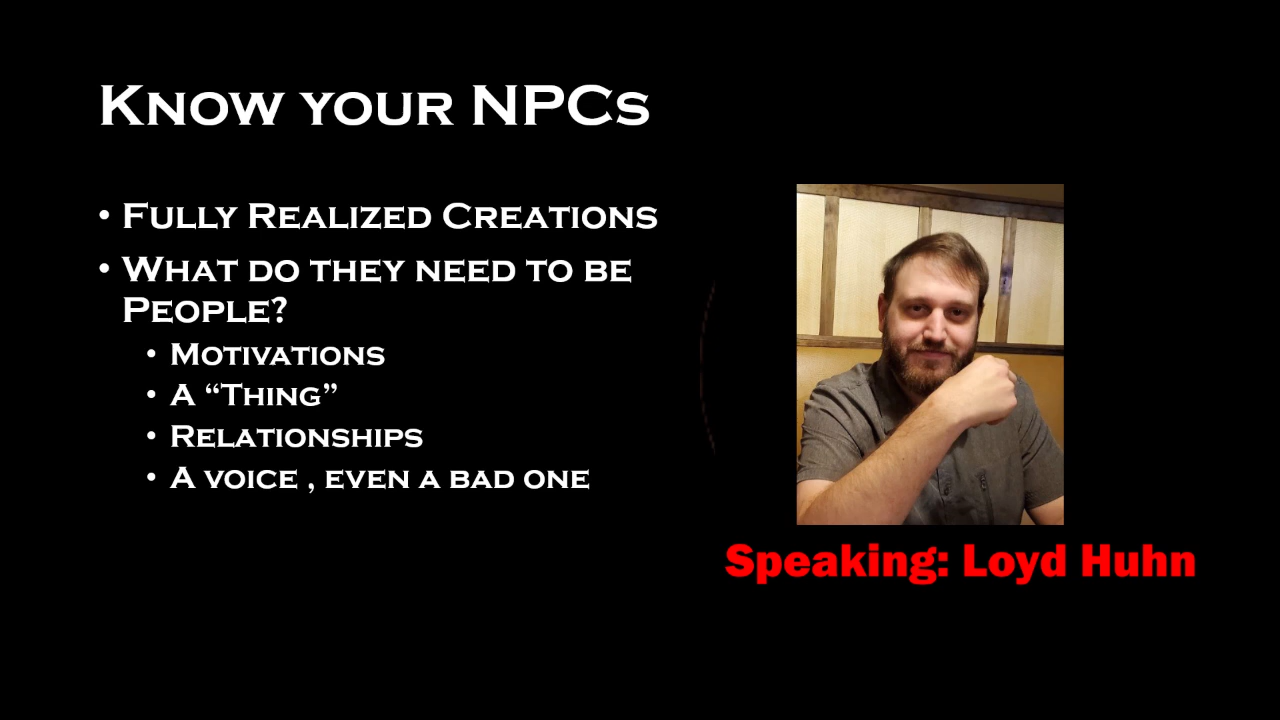 Know your NPCs
• Fully Realized Creations
• What do they need to be
People?
• Motivations
• A “Thing”
• Relationships
• A voice , even a bad one
Speaking: Loyd Huhn